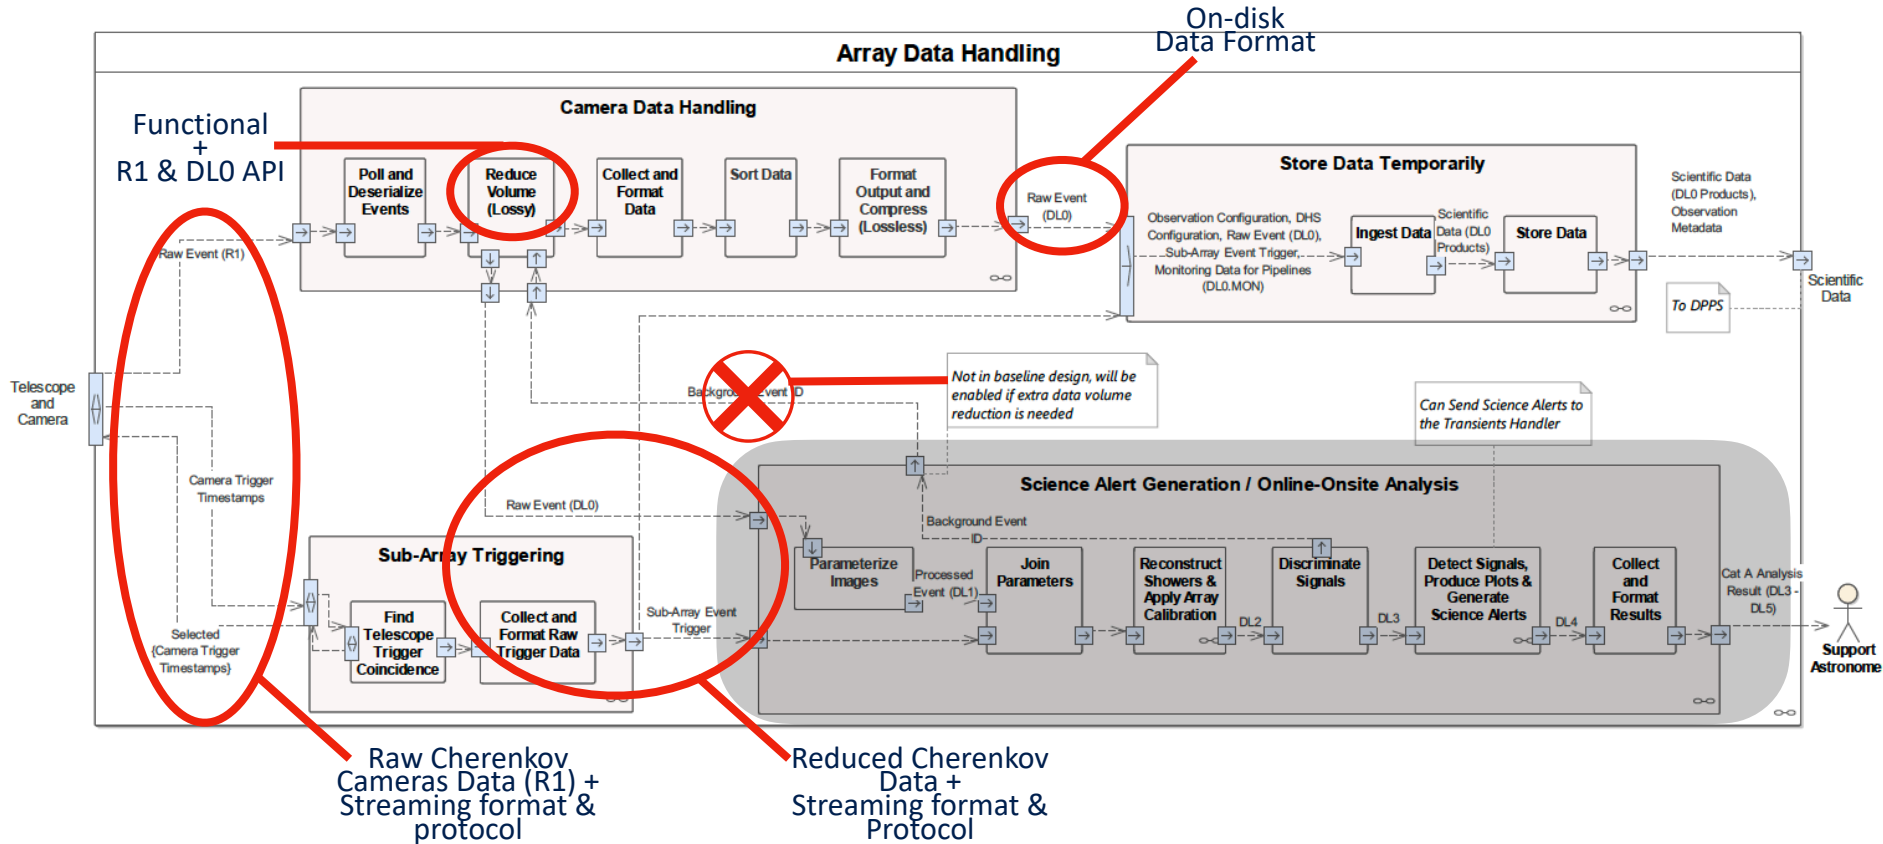 On-disk
Data Format
Array Data Handling
Camera Data Handling
Functional
+
R1 & DL0 API
Poll and
Deserialize
Events
Reduce
Volume
(Lossy)
Collect and
Format
Data
Sort Data
Format
Output and
Compress
(Lossless)
Raw Event
(DL0)
Store Data Temporarily
Observation Configuration, DHS
Configuration, Raw Event (DL0),
Sub-Array Event Trigger,
Monitoring Data for Pipelines
(DL0.MON)
Ingest Data
Scientific
Data (DL0
Products)
Store Data
Scientific Data
(DL0 Products),
Observation
Metadata
Scientific
Data
To DPPS
Raw Event (R1)
Telescope
and
Camera
Camera Trigger
Timestamps
Selected
{Camera Trigger
Timestamps}
Background Event ID
Not in baseline design, will be
enabled if extra data volume
reduction is needed
Can Send Science Alerts to
the Transients Handler
Raw Event (DL0)
Sub-Array Triggering
Find
Telescope
Trigger
Coincidence
Collect and
Format Raw
Trigger Data
Sub-Array Event
Trigger
Science Alert Generation / Online-Onsite Analysis
Background Event
ID
Parameterize
Images
Processed
Event (DL1)
Join
Parameters
Reconstruct
Showers &
Apply Array
Calibration
DL2
Discriminate
Signals
DL3
Detect Signals,
Produce Plots &
Generate
Science Alerts
DL4
Collect
and
Format
Results
Cat A Analysis
Result (DL3 -
DL5)
Support
Astronome
Raw Cherenkov
Cameras Data (R1) +
Streaming format &
protocol
Reduced Cherenkov
Data +
Streaming format &
Protocol